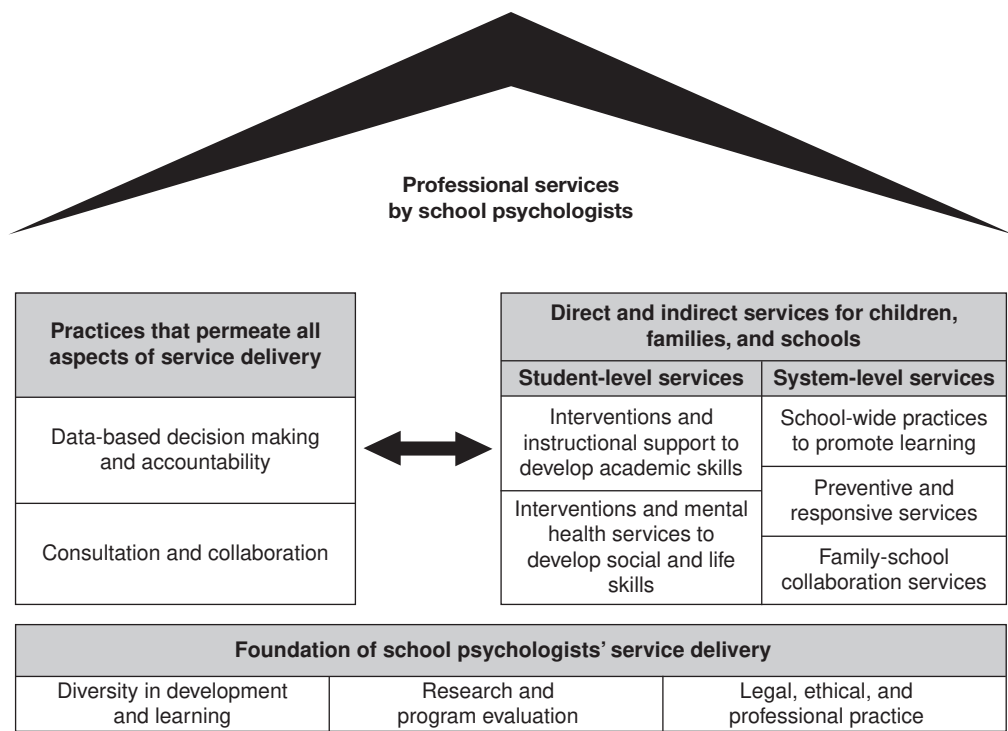 Professional services
by school psychologists
Practices that permeate all
aspects of service delivery
Data-based decision making
and accountability
Consultation and collaboration
Direct and indirect services for children,
families, and schools
Student-level services
Interventions and
instructional support to
develop academic skills
Interventions and mental
health services to
develop social and life
skills
System-level services
School-wide practices
to promote learning
Preventive and
responsive services
Family-school
collaboration services
Foundation of school psychologists’ service delivery
Diversity in development
and learning
Research and
program evaluation
Legal, ethical, and
professional practice